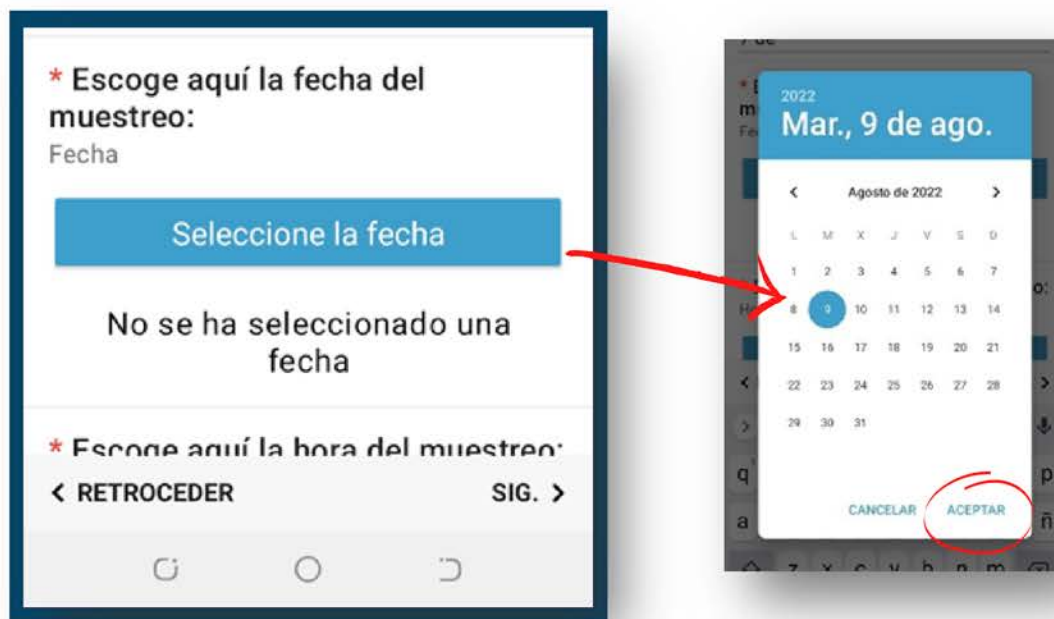 * Escoge aquí la fecha del
muestreo:
Fecha
Seleccione la fecha
No se ha seleccionado una
fecha
* Escoge aquí la hora del muestreo:
< RETROCEDER
SIG. >
2022
Mar., 9 de ago.
< Agosto de 2022 >
L M X J V S D
1 2 3 4 5 6 7
8 9 10 11 12 13 14
15 16 17 18 19 20 21
22 23 24 25 26 27 28
29 30 31
CANCELAR ACEPTAR
o:
q p
a ñ
z x c v b n m